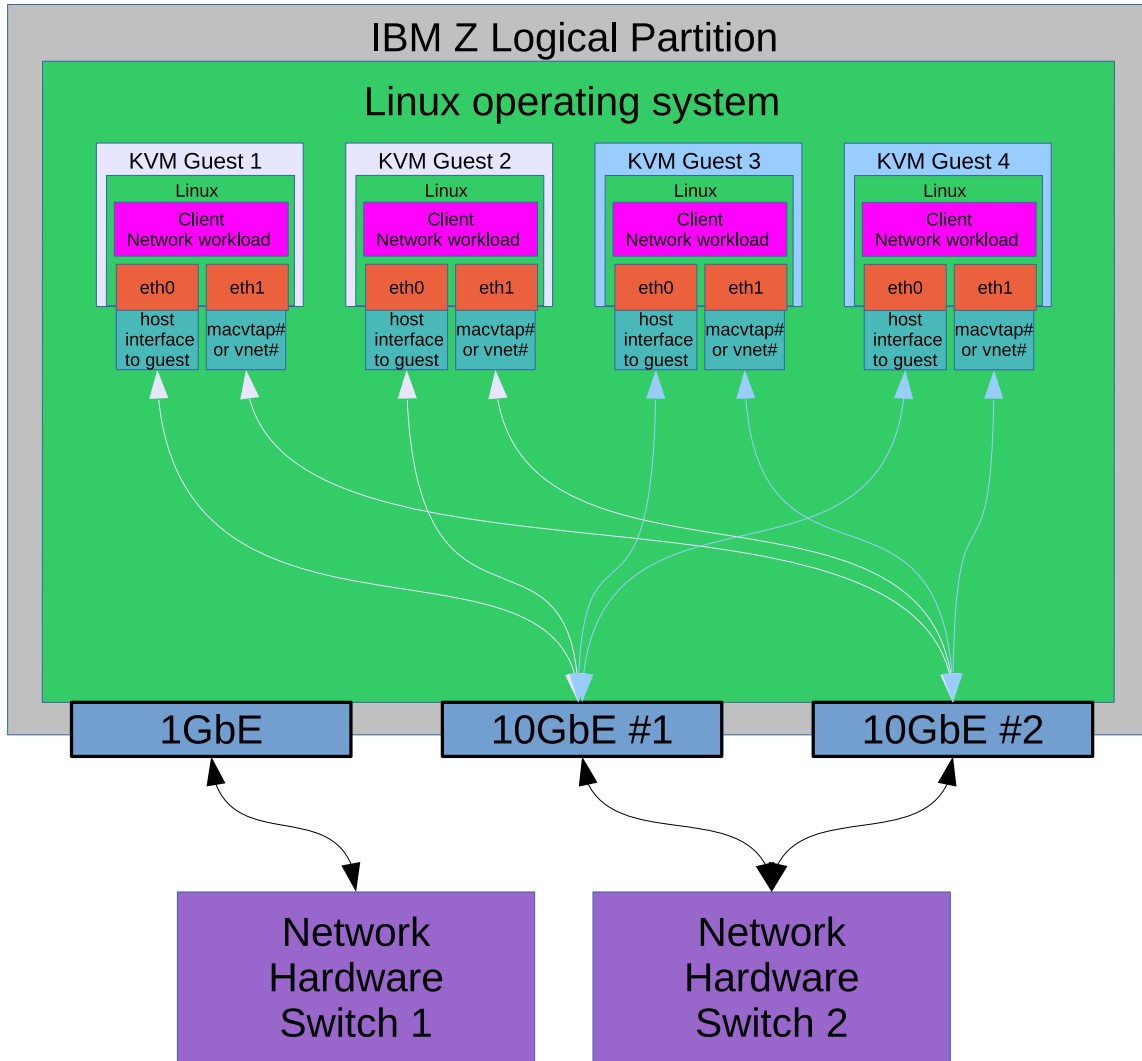 IBM Z Logical Partition
Linux operating system
KVM Guest 1
Linux
Client
Network workload
eth0
eth1
host
interface
to guest
macvtap#
or vnet#
KVM Guest 2
Linux
Client
Network workload
eth0
eth1
host
interface
to guest
macvtap#
or vnet#
KVM Guest 3
Linux
Client
Network workload
eth0
eth1
host
interface
to guest
macvtap#
or vnet#
KVM Guest 4
Linux
Client
Network workload
eth0
eth1
host
interface
to guest
macvtap#
or vnet#
1GbE
10GbE #1
10GbE #2
Network
Hardware
Switch 1
Network
Hardware
Switch 2